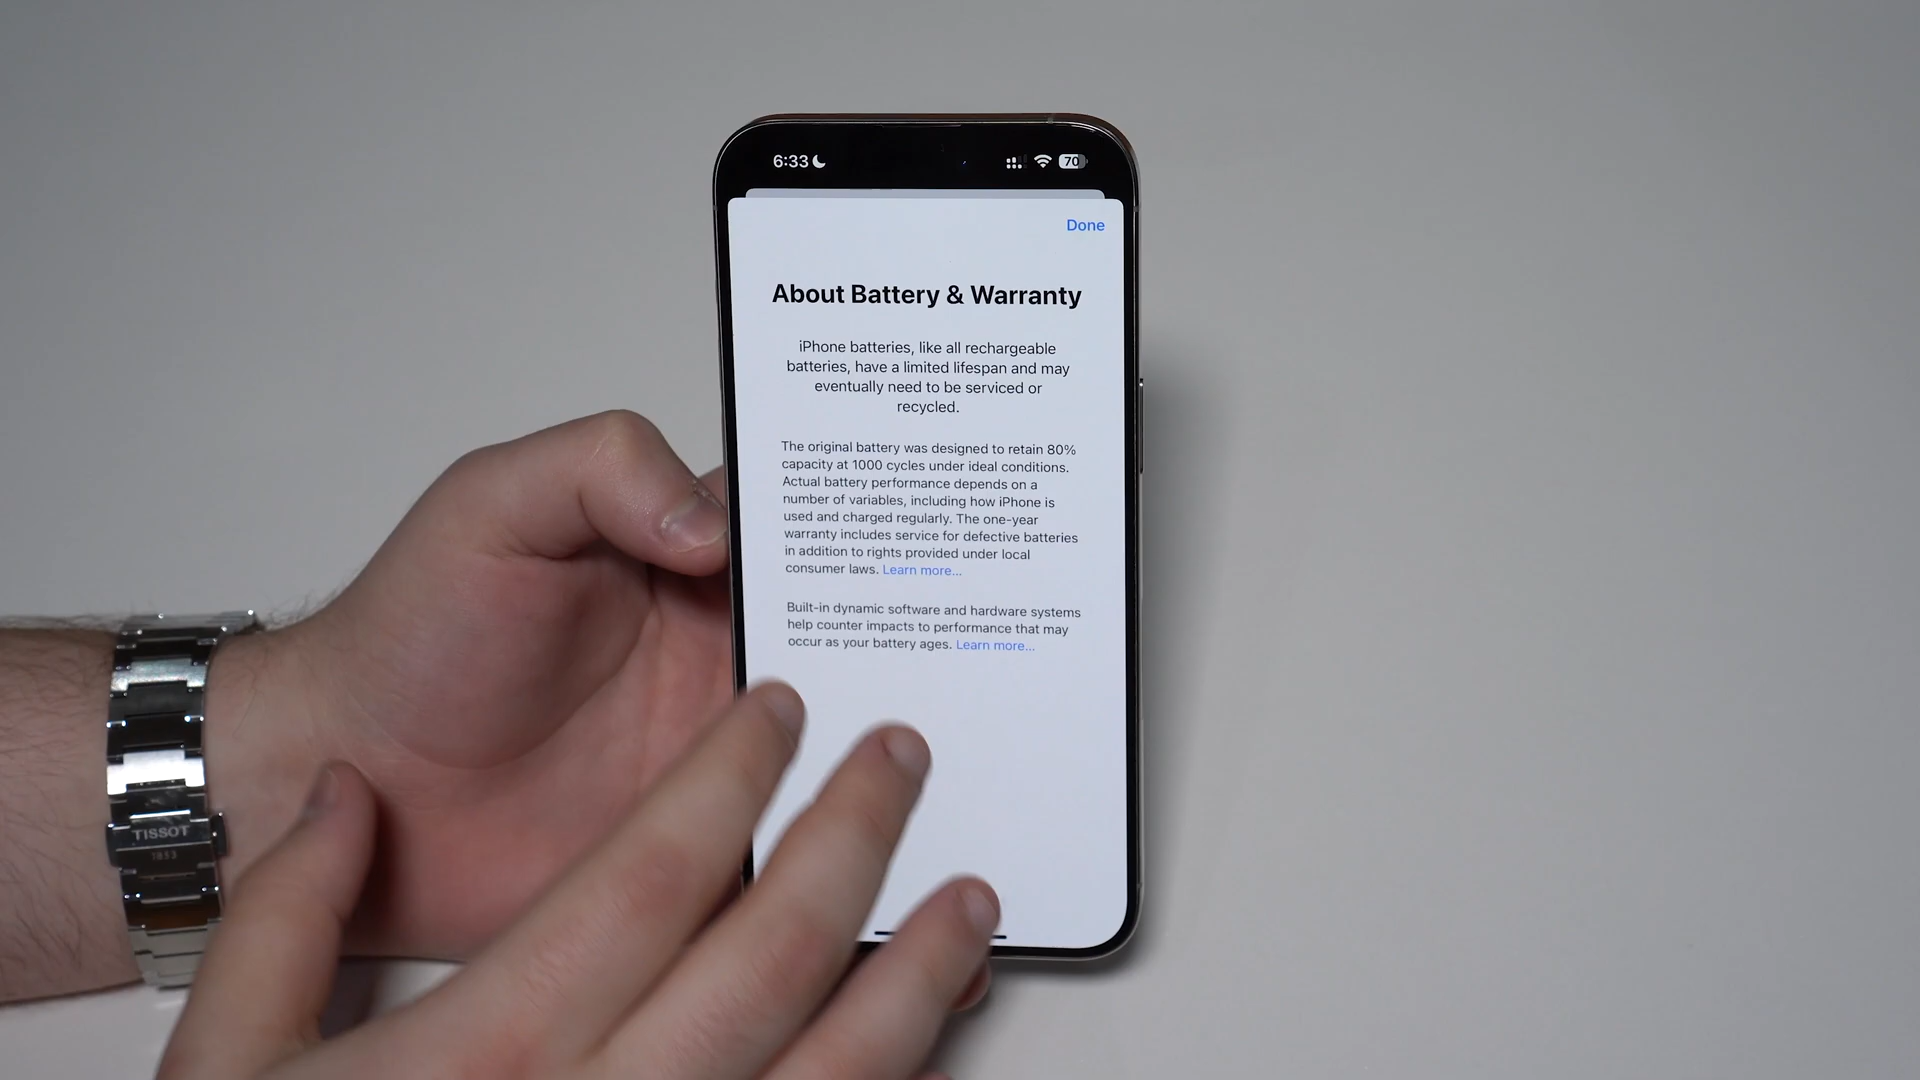 6:33
70
Done
About Battery & Warranty
iPhone batteries, like all rechargeable
batteries, have a limited lifespan and may
eventually need to be serviced or
recycled.
The original battery was designed to retain 80%
capacity at 1000 cycles under ideal conditions.
Actual battery performance depends on a
number of variables, including how iPhone is
used and charged regularly. The one-year
warranty includes service for defective batteries
in addition to rights provided under local
consumer laws. Learn more...
Built-in dynamic software and hardware systems
help counter impacts to performance that may
occur as your battery ages. Learn more...
TISSOT
1853